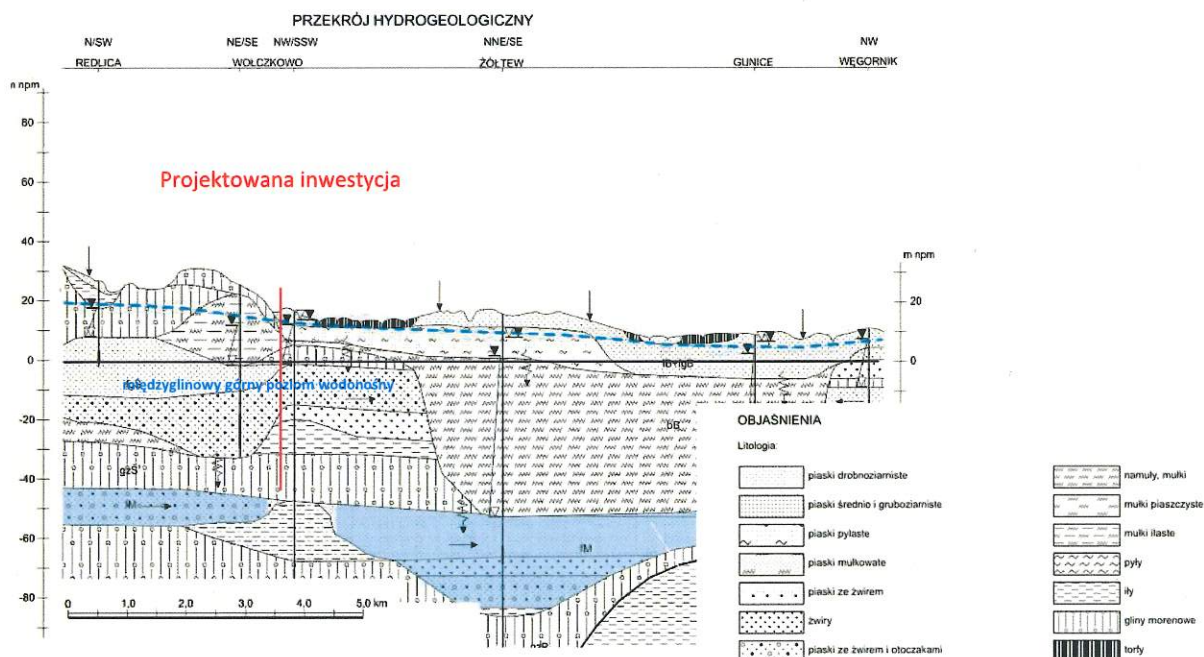 PRZEKRÓJ HYDROGEOLOGICZNY
N/SW NE/SE NW/SSW NNE/SE NW
REDLICA WOŁCZKOWO ŻÓŁTEW GUNICE WĘGORNIK
m npm
80
60
40
20
0
-20
-40
-60
-80
Projektowana inwestycja
m npm
20
0
międzyglinowy górny poziom wodonośny
gzS
bB
fM
fM
0 1,0 2,0 3,0 4,0 5,0 km
OBJAŚNIENIA
Litologia:
piaski drobnoziarniste
piaski średnio i gruboziarniste
piaski pylaste
piaski mułkowate
piaski ze żwirem
żwiry
piaski ze żwirem i otoczakami
namuły, mułki
mułki piaszczyste
mułki ilaste
pyły
iły
gliny morenowe
torfy